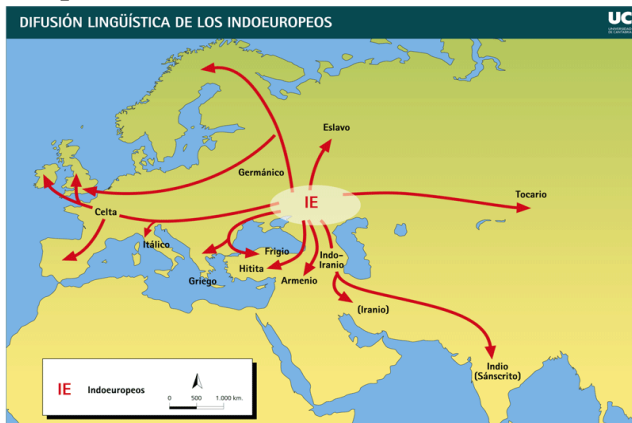 DIFUSIÓN LINGÜÍSTICA DE LOS INDOEUROPEOS
UC
Eslavo
Germánico
IE
Tocario
Celta
Itálico
Frigio
Indo-
Iranio
Hitita
Griego
Armenio
(Iranio)
Indio
(Sánscrito)
IE Indoeuropeos
0 500 1.000 km.